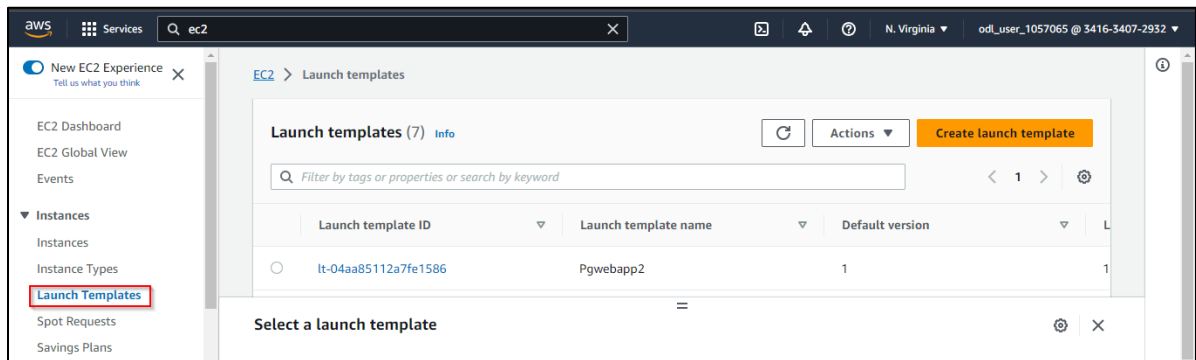 aws Services ec2 N. Virginia ▼ odl_user_1057065 @ 3416-3407-2932 ▼
New EC2 Experience
Tell us what you think
EC2 Dashboard
EC2 Global View
Events
▼ Instances
Instances
Instance Types
Launch Templates
Spot Requests
Savings Plans
EC2 > Launch templates
Launch templates (7) Info
Actions ▼ Create launch template
Filter by tags or properties or search by keyword
< 1 >
Launch template ID Launch template name Default version L
lt-04aa85112a7fe1586 Pgwebapp2 1 1
Select a launch template